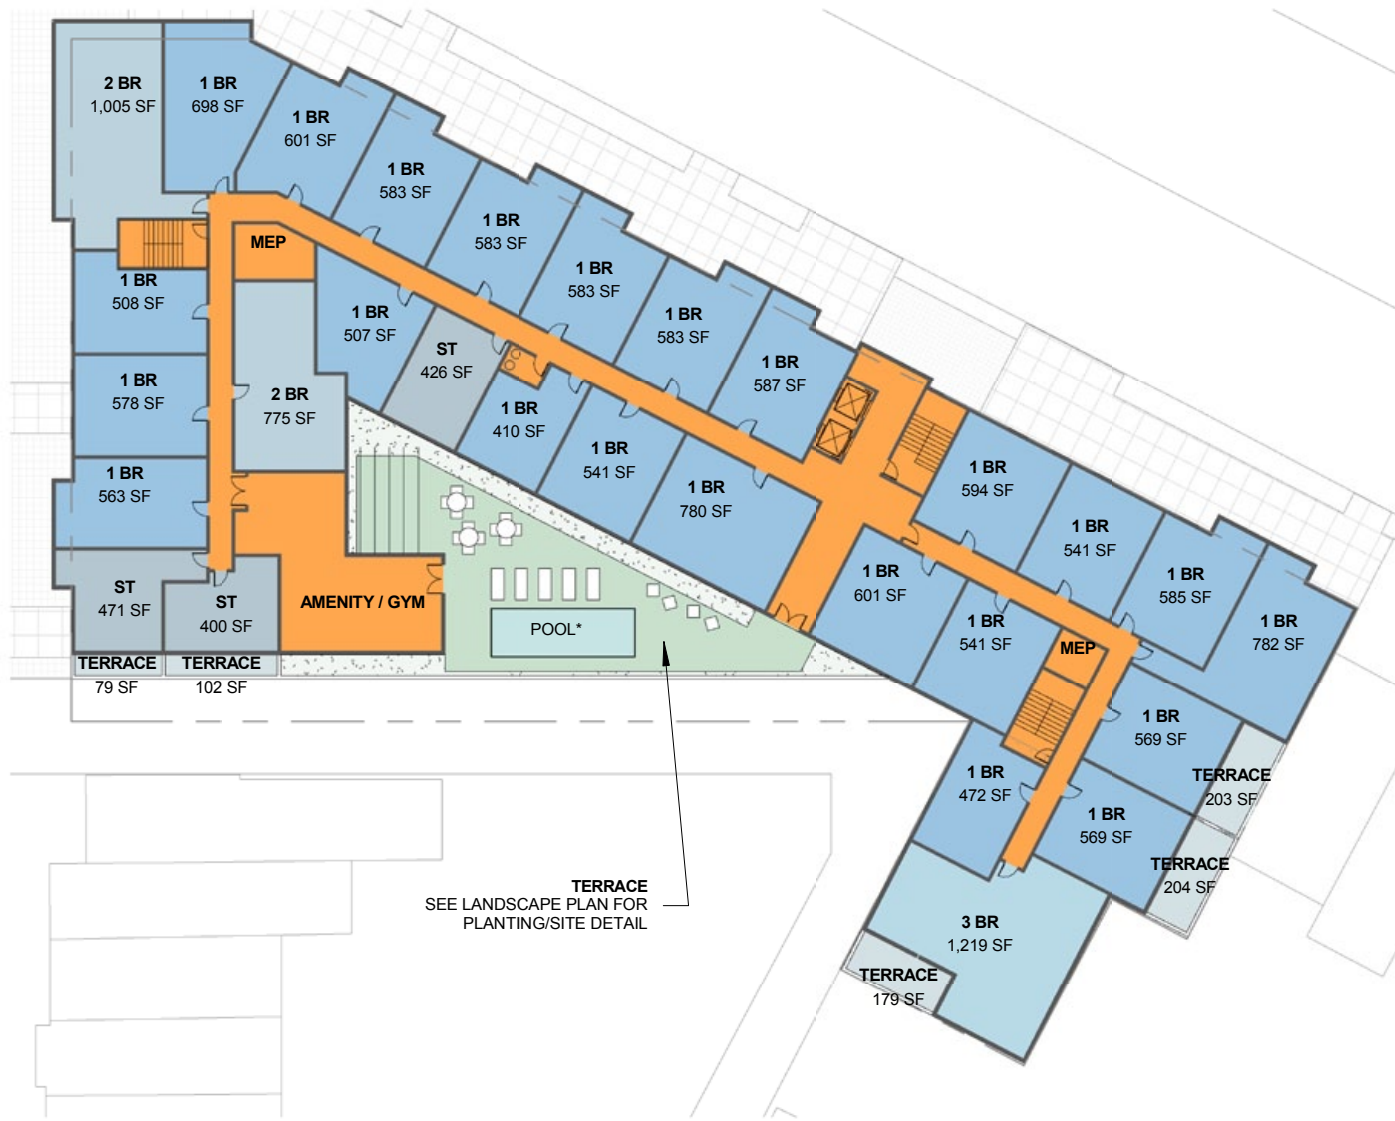 2 BR
1,005 SF
1 BR
698 SF
1 BR
601 SF
1 BR
583 SF
1 BR
583 SF
1 BR
583 SF
1 BR
583 SF
1 BR
587 SF
MEP
1 BR
508 SF
1 BR
507 SF
ST
426 SF
1 BR
578 SF
2 BR
775 SF
1 BR
410 SF
1 BR
541 SF
1 BR
780 SF
1 BR
563 SF
1 BR
594 SF
1 BR
541 SF
1 BR
585 SF
1 BR
782 SF
ST
471 SF
ST
400 SF
AMENITY / GYM
POOL*
1 BR
601 SF
1 BR
541 SF
MEP
TERRACE
79 SF
TERRACE
102 SF
1 BR
569 SF
1 BR
472 SF
TERRACE
203 SF
1 BR
569 SF
TERRACE
204 SF
TERRACE
SEE LANDSCAPE PLAN FOR
PLANTING/SITE DETAIL
3 BR
1,219 SF
TERRACE
179 SF